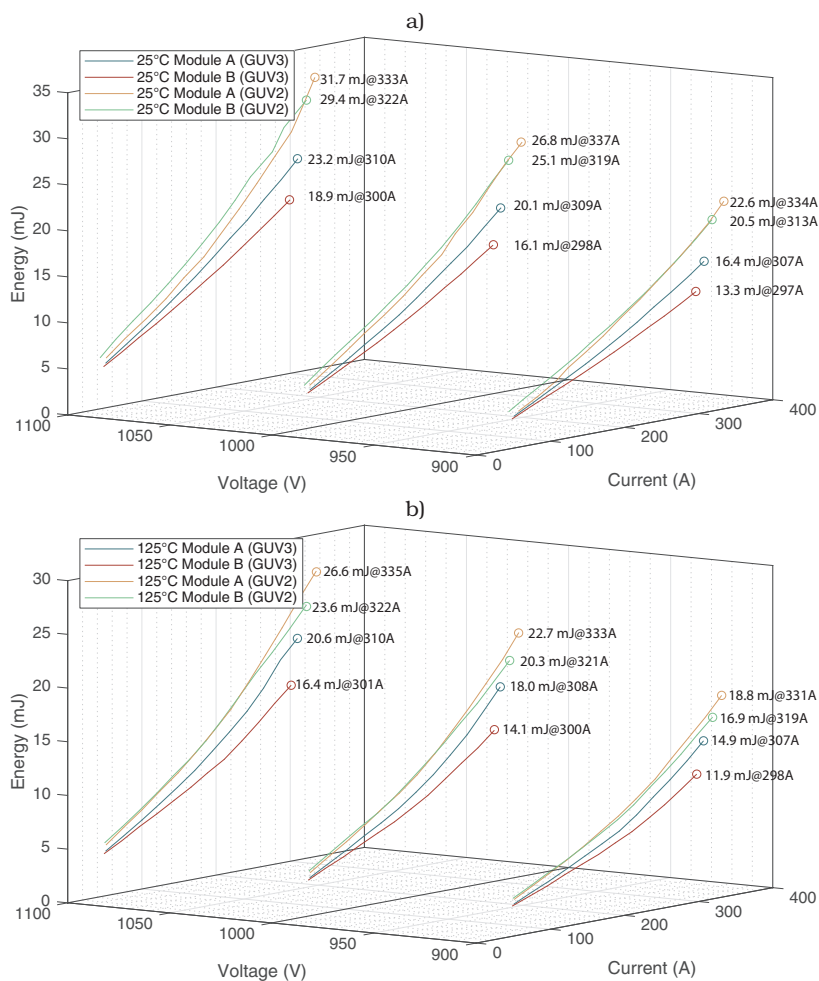 a)
25°C Module A (GUV3)
25°C Module B (GUV3)
25°C Module A (GUV2)
25°C Module B (GUV2)
31.7 mJ@333A
29.4 mJ@322A
23.2 mJ@310A
18.9 mJ@300A
26.8 mJ@337A
25.1 mJ@319A
20.1 mJ@309A
16.1 mJ@298A
22.6 mJ@334A
20.5 mJ@313A
16.4 mJ@307A
13.3 mJ@297A
Energy (mJ)
35
30
25
20
15
10
5
0
1100
1050
1000
950
900
Voltage (V)
0
100
200
300
400
Current (A)
b)
125°C Module A (GUV3)
125°C Module B (GUV3)
125°C Module A (GUV2)
125°C Module B (GUV2)
26.6 mJ@335A
23.6 mJ@322A
20.6 mJ@310A
16.4 mJ@301A
22.7 mJ@333A
20.3 mJ@321A
18.0 mJ@308A
14.1 mJ@300A
18.8 mJ@331A
16.9 mJ@319A
14.9 mJ@307A
11.9 mJ@298A
Energy (mJ)
30
25
20
15
10
5
0
1100
1050
1000
950
900
Voltage (V)
0
100
200
300
400
Current (A)